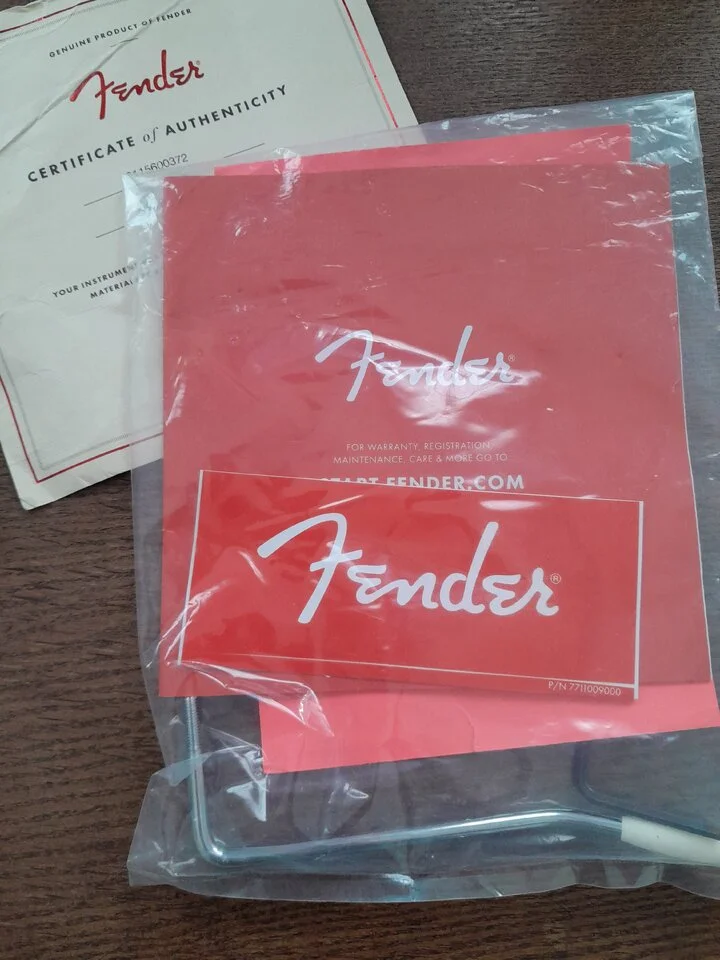 GENUINE PRODUCT OF FENDER
Fender
CERTIFICATE of AUTHENTICITY
YOUR INSTRUMENT
Fender®
FOR WARRANTY, REGISTRATION,
MAINTENANCE, CARE & MORE GO TO
START.FENDER.COM
Fender®
P/N 7711009000